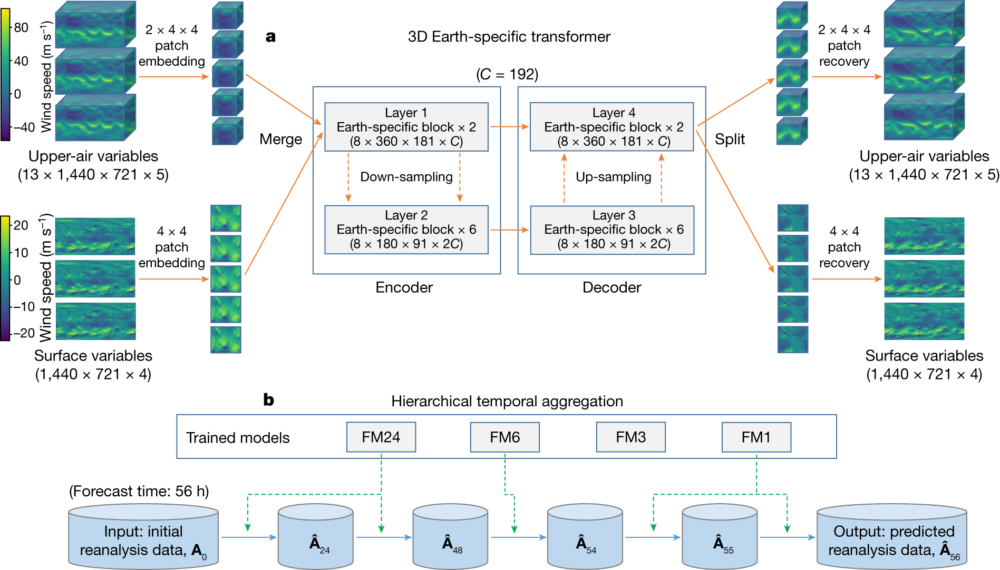 a
3D Earth-specific transformer
80
40
0
−40
Wind speed (m s−1)
2 × 4 × 4
patch
embedding
Upper-air variables
(13 × 1,440 × 721 × 5)
20
10
0
−10
−20
Wind speed (m s−1)
4 × 4
patch
embedding
Surface variables
(1,440 × 721 × 4)
Merge
(C = 192)
Layer 1
Earth-specific block × 2
(8 × 360 × 181 × C)
Down-sampling
Layer 2
Earth-specific block × 6
(8 × 180 × 91 × 2C)
Encoder
Layer 4
Earth-specific block × 2
(8 × 360 × 181 × C)
Up-sampling
Layer 3
Earth-specific block × 6
(8 × 180 × 91 × 2C)
Decoder
Split
2 × 4 × 4
patch
recovery
Upper-air variables
(13 × 1,440 × 721 × 5)
4 × 4
patch
recovery
Surface variables
(1,440 × 721 × 4)
b
Hierarchical temporal aggregation
Trained models
FM24
FM6
FM3
FM1
(Forecast time: 56 h)
Input: initial
reanalysis data, A0
Â24
Â48
Â54
Â55
Output: predicted
reanalysis data, Â56